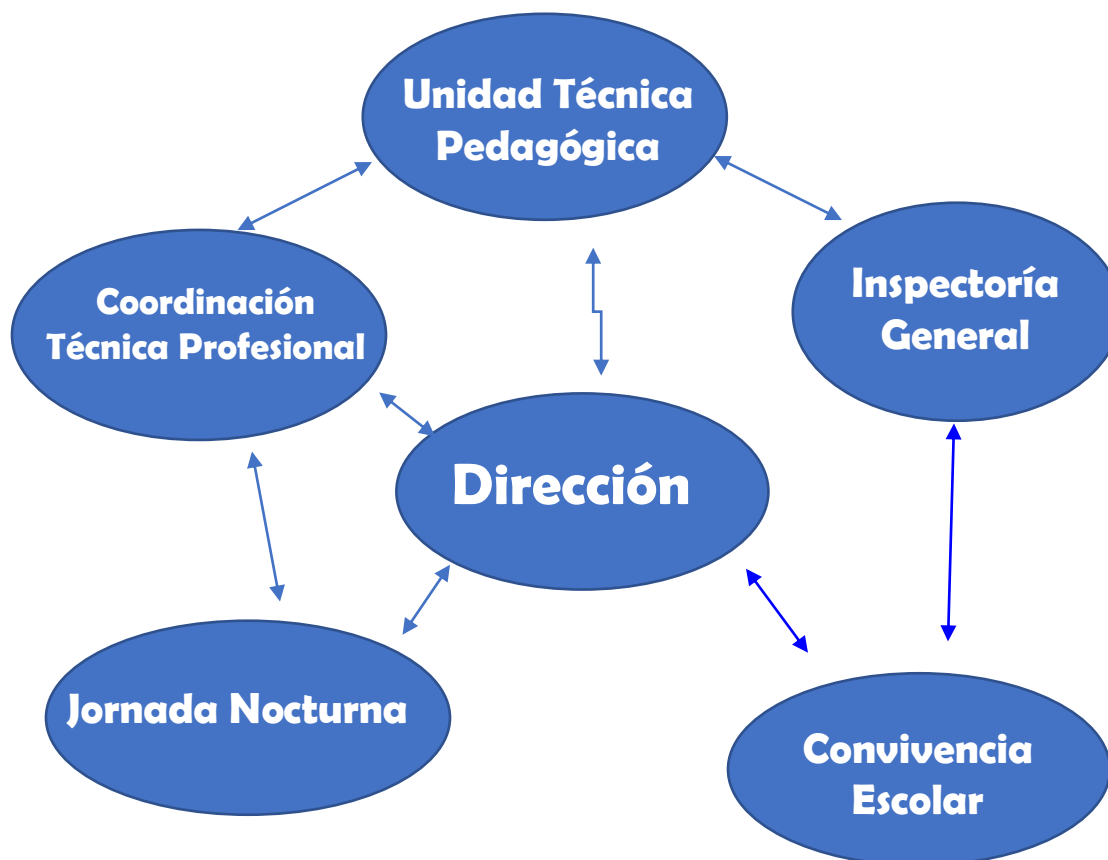 Unidad Técnica
Pedagógica
Coordinación
Técnica Profesional
Inspectoría
General
Dirección
Jornada Nocturna
Convivencia
Escolar